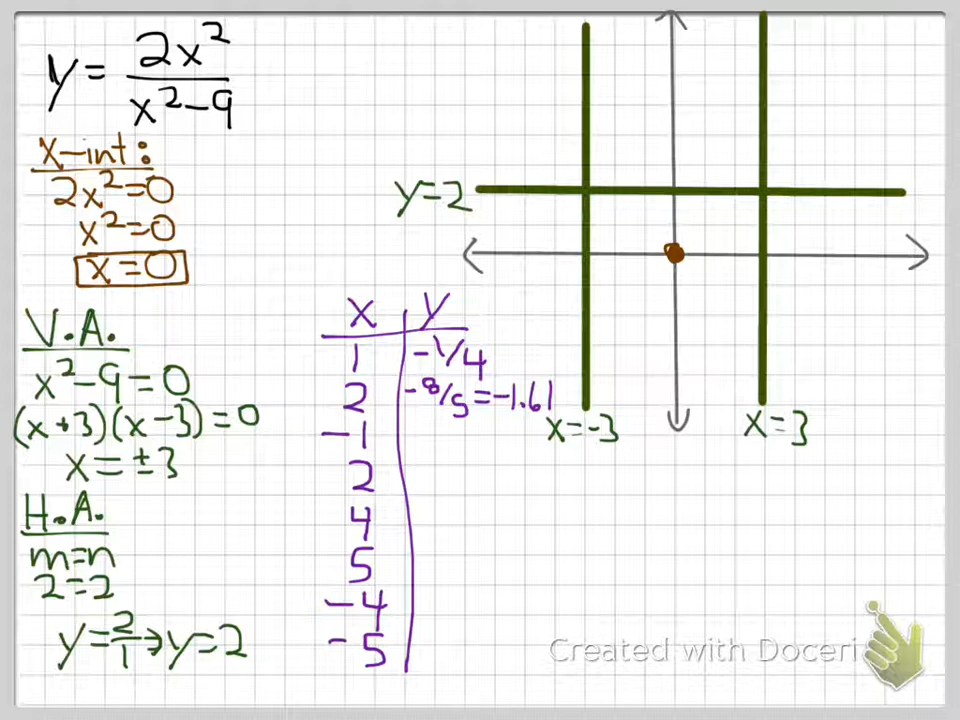 y = 2x²/(x²-9)
x-int:
2x²=0
x²=0
x=0
V.A.
x²-9=0
(x+3)(x-3)=0
x=±3
H.A.
m=n
2=2
y=2/1→y=2
x y
1 -1/4
2 -8/5=-1.61
-1
2
4
5
-4
-5
y=2
x=-3
x=3
Created with Doceri